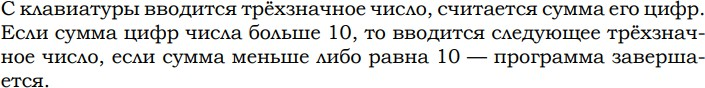 С клавиатуры вводится трёхзначное число, считается сумма его цифр.
Если сумма цифр числа больше 10, то вводится следующее трёхзнач-
ное число, если сумма меньше либо равна 10 — программа заверша-
ется.